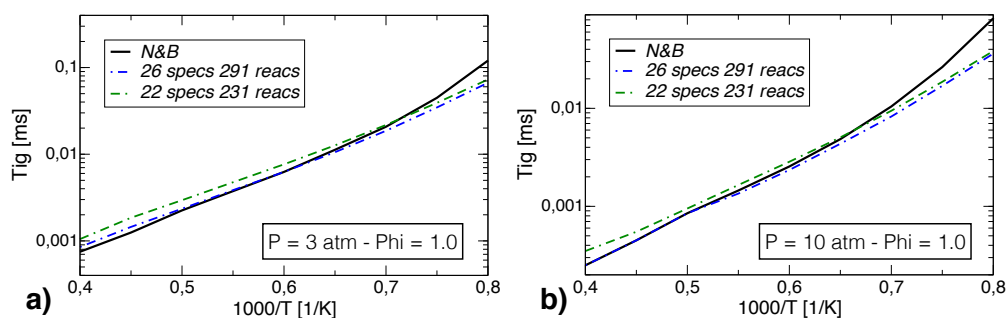 N&B
26 specs 291 reacs
22 specs 231 reacs
0,1
0,01
0,001
Tig [ms]
P = 3 atm - Phi = 1.0
0,4 0,5 0,6 0,7 0,8
1000/T [1/K]
a)
N&B
26 specs 291 reacs
22 specs 231 reacs
0,01
0,001
Tig [ms]
P = 10 atm - Phi = 1.0
0,4 0,5 0,6 0,7 0,8
1000/T [1/K]
b)